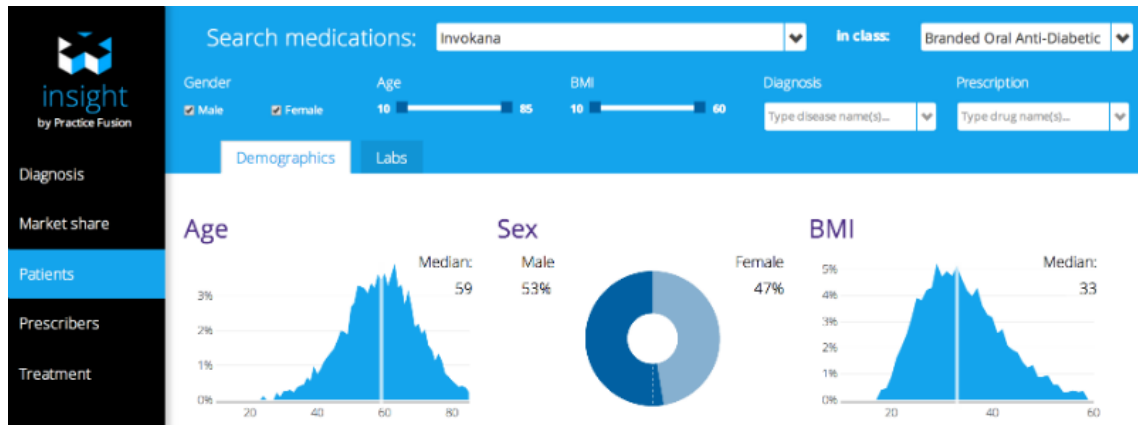 insight
by Practice Fusion
Diagnosis
Market share
Patients
Prescribers
Treatment
Search medications: Invokana in class: Branded Oral Anti-Diabetic
Gender Age BMI Diagnosis Prescription
Male Female 10 85 10 60 Type disease name(s)... Type drug name(s)...
Demographics Labs
Age
Median:
59
3%
2%
1%
0%
20 40 60 80
Sex
Male Female
53% 47%
BMI
Median:
33
5%
4%
3%
2%
1%
0%
20 40 60